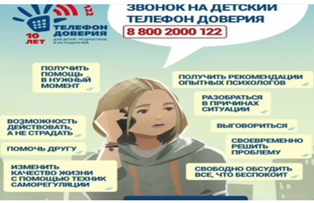 ЗВОНОК НА ДЕТСКИЙ
ТЕЛЕФОН ДОВЕРИЯ
8 800 2000 122
10 ЛЕТ
ТЕЛЕФОН
ДОВЕРИЯ
ДЛЯ ДЕТЕЙ, ПОДРОСТКОВ
И ИХ РОДИТЕЛЕЙ
ПОЛУЧИТЬ
ПОМОЩЬ
В НУЖНЫЙ
МОМЕНТ
ПОЛУЧИТЬ РЕКОМЕНДАЦИИ
ОПЫТНЫХ ПСИХОЛОГОВ
РАЗОБРАТЬСЯ
В ПРИЧИНАХ
СИТУАЦИИ
ВОЗМОЖНОСТЬ
ДЕЙСТВОВАТЬ,
А НЕ СТРАДАТЬ
ВЫГОВОРИТЬСЯ
ПОМОЧЬ ДРУГУ
СВОЕВРЕМЕННО
РЕШИТЬ
ПРОБЛЕМУ
ИЗМЕНИТЬ
КАЧЕСТВО ЖИЗНИ
С ПОМОЩЬЮ ТЕХНИК
САМОРЕГУЛЯЦИИ
СВОБОДНО ОБСУДИТЬ
ВСЕ, ЧТО БЕСПОКОИТ